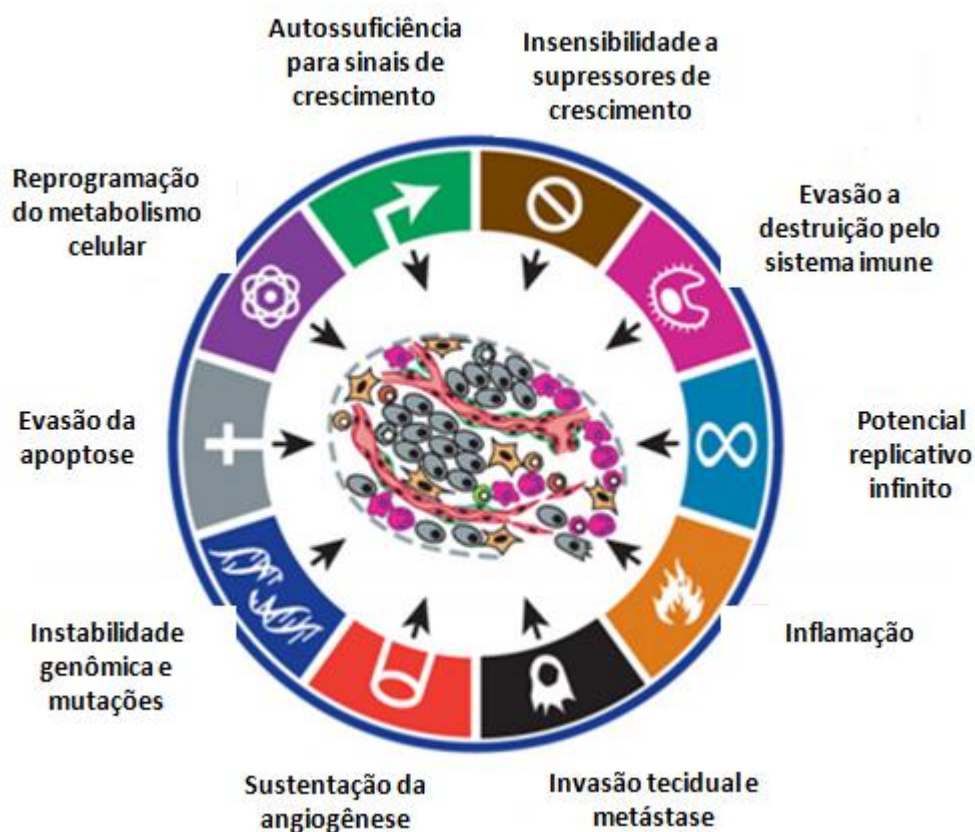 Autossuficiência
para sinais de
crescimento
Insensibilidade a
supressores de
crescimento
Reprogramação
do metabolismo
celular
Evasão a
destruição pelo
sistema imune
Evasão da
apoptose
Potencial
replicativo
infinito
Instabilidade
genômica e
mutações
Inflamação
Sustentação da
angiogênese
Invasão tecidual e
metástase